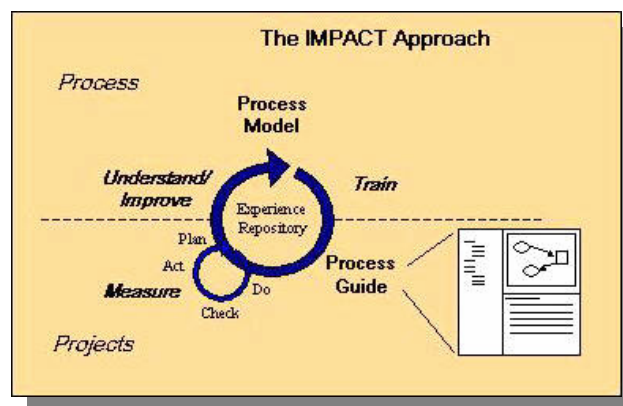 The IMPACT Approach
Process
Process
Model
Understand/
Improve
Train
Experience
Repository
Plan
Act
Measure
Do
Check
Process
Guide
Projects